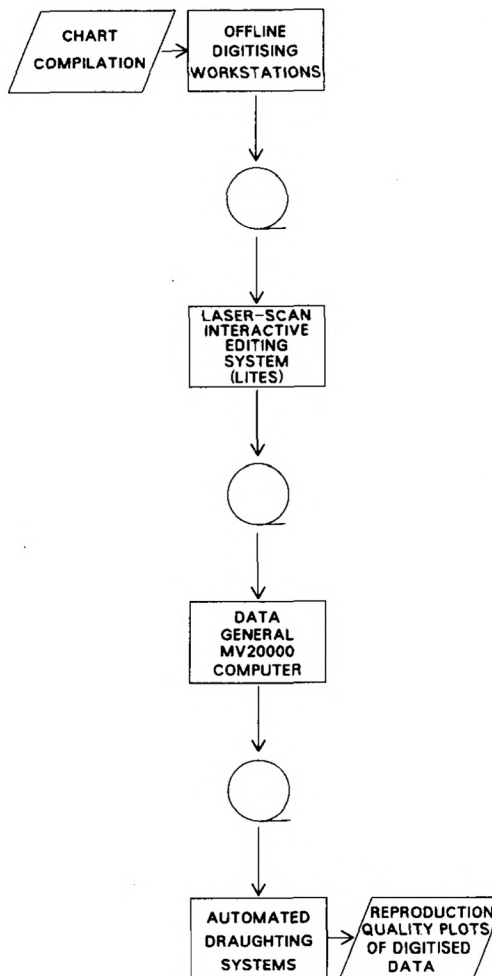 CHART
COMPILATION
OFFLINE
DIGITISING
WORKSTATIONS
LASER-SCAN
INTERACTIVE
EDITING
SYSTEM
(LITES)
DATA
GENERAL
MV20000
COMPUTER
AUTOMATED
DRAUGHTING
SYSTEMS
REPRODUCTION
QUALITY PLOTS
OF DIGITISED
DATA